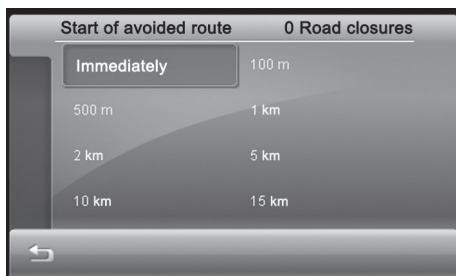 Start of avoided route 0 Road closures
Immediately 100 m
500 m 1 km
2 km 5 km
10 km 15 km